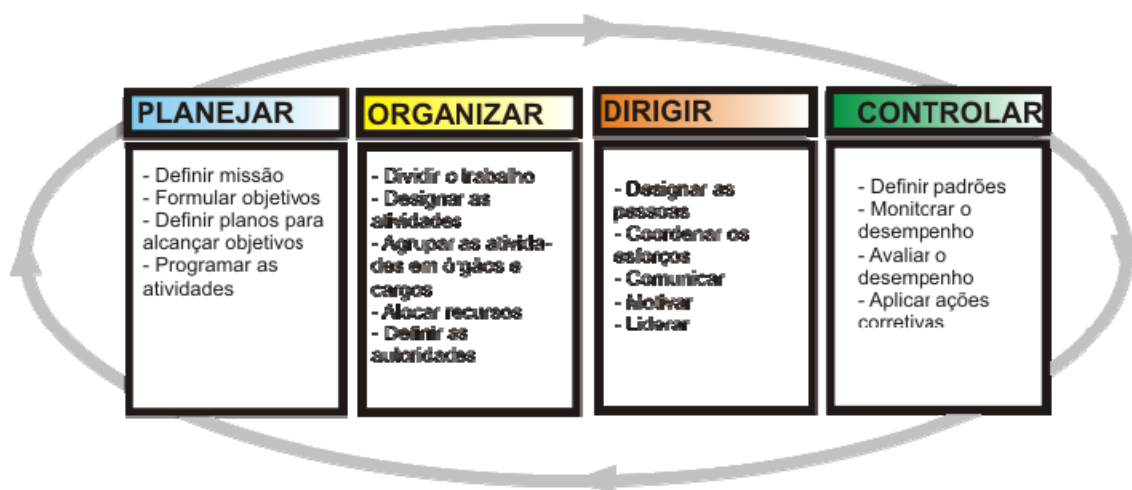 PLANEJAR
- Definir missão
- Formular objetivos
- Definir planos para
alcançar objetivos
- Programar as
atividades
ORGANIZAR
- Dividir o trabalho
- Designar as
atividades
- Agrupar as ativida-
des em órgãos e
cargos
- Alocar recursos
- Definir as
autoridades
DIRIGIR
- Designar as
pessoas
- Coordenar os
esforços
- Comunicar
- Motivar
- Liderar
CONTROLAR
- Definir padrões
- Monitcrar o
desempenho
- Avaliar o
desempenho
- Aplicar ações
corretivas